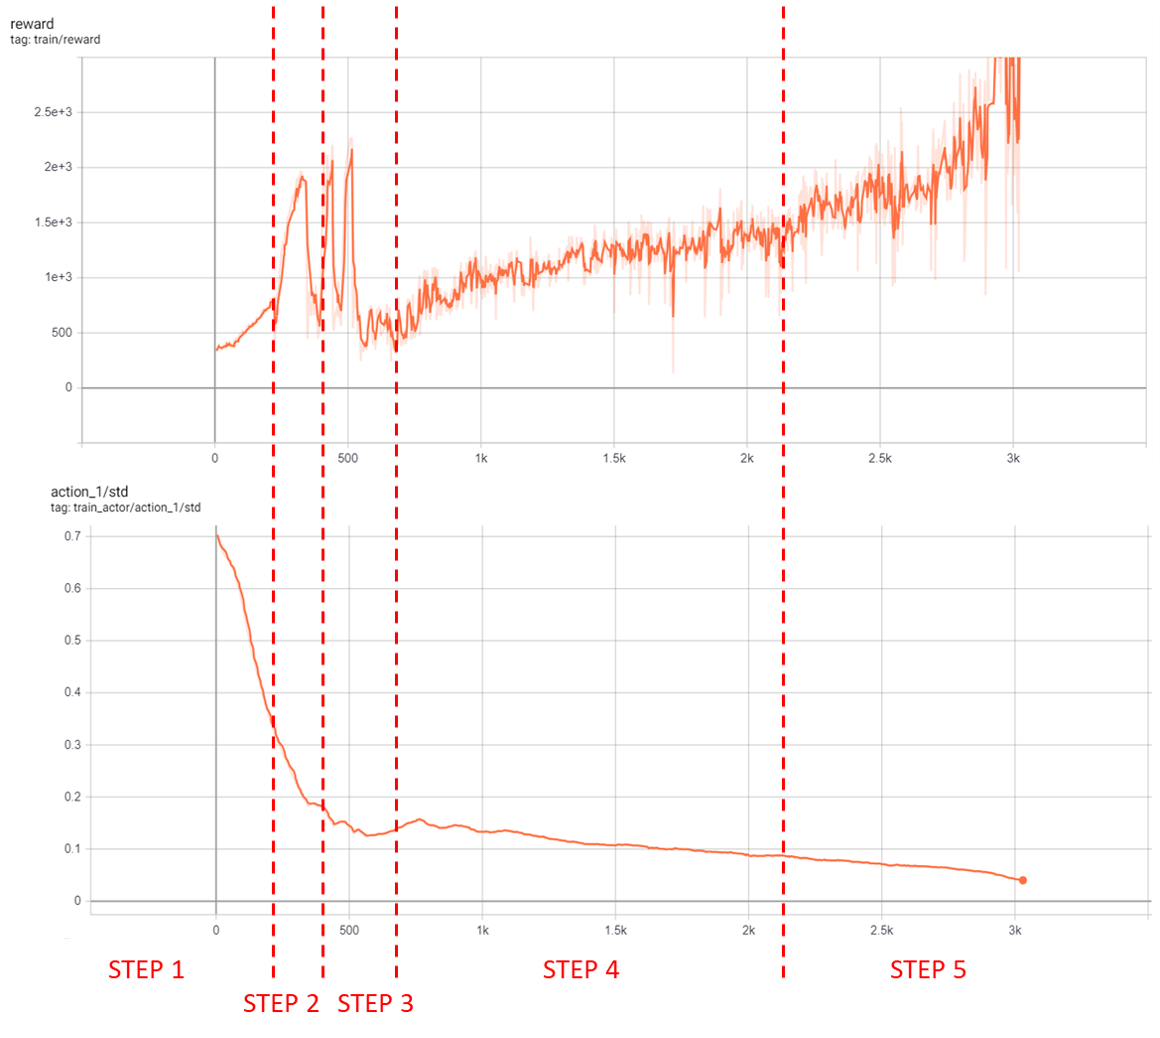 reward
tag: train/reward
2.5e+3
2e+3
1.5e+3
1e+3
500
0
0 500 1k 1.5k 2k 2.5k 3k
action_1/std
tag: train_actor/action_1/std
0.7
0.6
0.5
0.4
0.3
0.2
0.1
0
0 500 1k 1.5k 2k 2.5k 3k
STEP 1 STEP 4 STEP 5
STEP 2 STEP 3